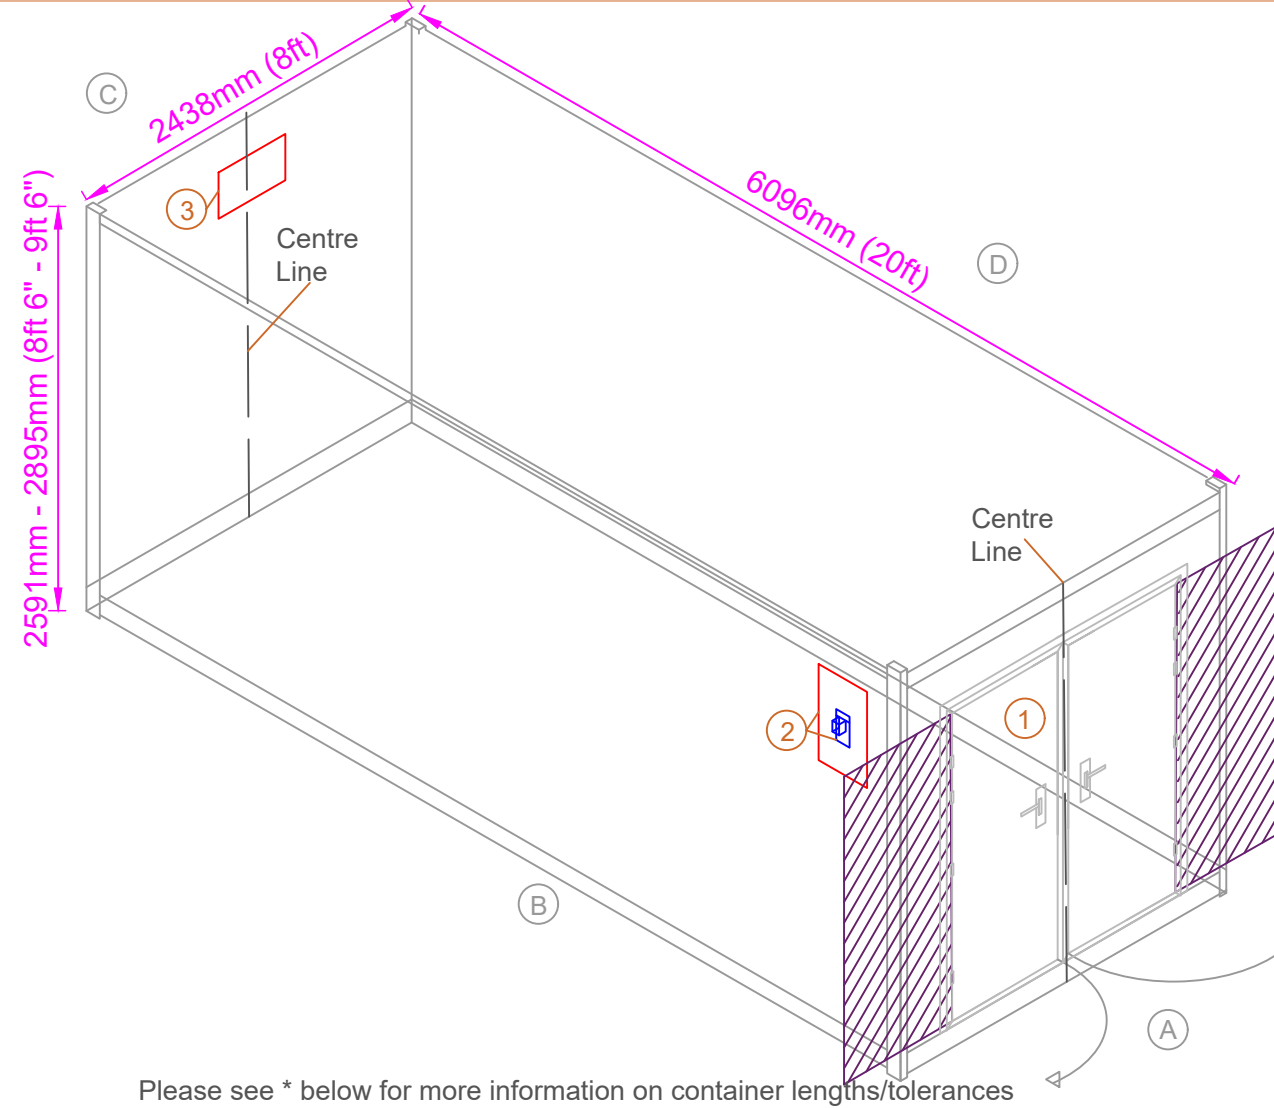 2438mm (8ft)
C
6096mm (20ft)
D
3
Centre
Line
2591mm - 2895mm (8ft 6" - 9ft 6")
Centre
Line
1
2
B
A
Please see * below for more information on container lengths/tolerances